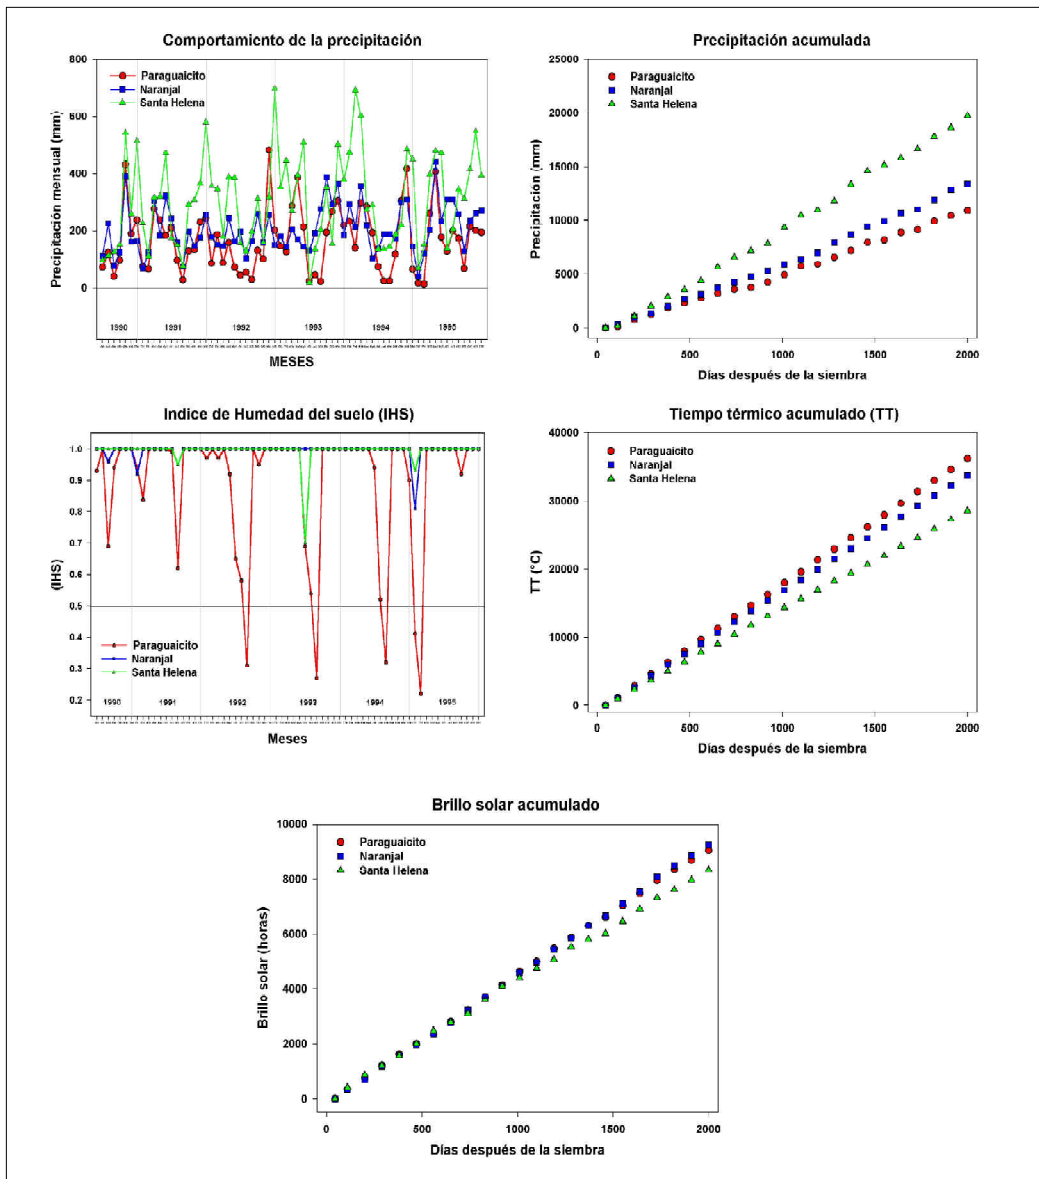 Comportamiento de la precipitación
Precipitación mensual (mm)
800
600
400
200
0
Paraguaicito
Naranjal
Santa Helena
1990
1991
1992
1993
1994
1995
MESES
Precipitación acumulada
Precipitación (mm)
25000
20000
15000
10000
5000
0
Paraguaicito
Naranjal
Santa Helena
0
500
1000
1500
2000
Días después de la siembra
Indice de Humedad del suelo (IHS)
(IHS)
1.0
0.9
0.8
0.7
0.6
0.5
0.4
0.3
0.2
Paraguaicito
Naranjal
Santa Helena
1990
1991
1992
1993
1994
1995
Meses
Tiempo térmico acumulado (TT)
TT (°C)
40000
30000
20000
10000
0
Paraguaicito
Naranjal
Santa Helena
0
500
1000
1500
2000
Días después de la siembra
Brillo solar acumulado
Brillo solar (horas)
10000
8000
6000
4000
2000
0
Paraguaicito
Naranjal
Santa Helena
0
500
1000
1500
2000
Días después de la siembra